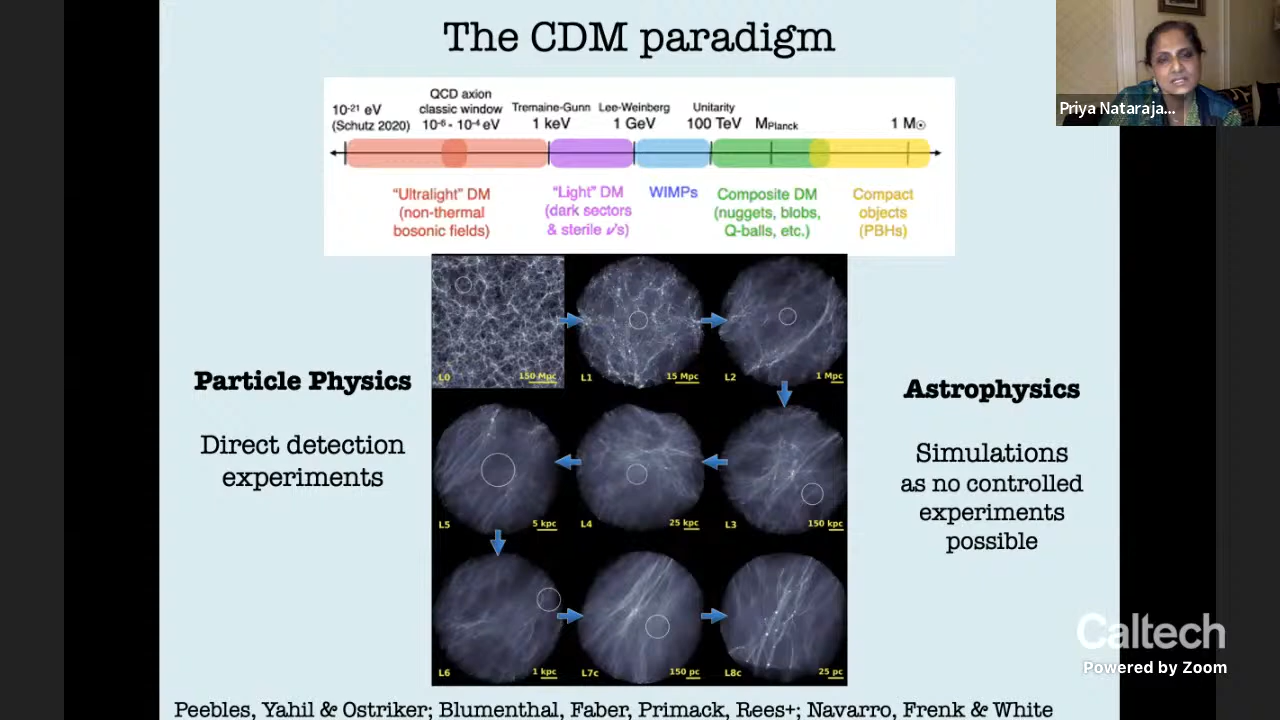 The CDM paradigm
Priya Nataraja...
10-21 eV
(Schutz 2020)
QCD axion
classic window
10-6 - 10-4 eV
Tremaine-Gunn
1 keV
Lee-Weinberg
1 GeV
Unitarity
100 TeV
MPlanck
1 M☉
“Ultralight” DM
(non-thermal
bosonic fields)
“Light” DM
(dark sectors
& sterile ν’s)
WIMPs
Composite DM
(nuggets, blobs,
Q-balls, etc.)
Compact
objects
(PBHs)
L0 150 Mpc
L1 15 Mpc
L2 1 Mpc
L5 5 kpc
L4 25 kpc
L3 150 kpc
L6 1 kpc
L7c 150 pc
L8c 25 pc
Particle Physics
Direct detection
experiments
Astrophysics
Simulations
as no controlled
experiments
possible
Caltech
Powered by Zoom
Peebles, Yahil & Ostriker; Blumenthal, Faber, Primack, Rees+; Navarro, Frenk & White